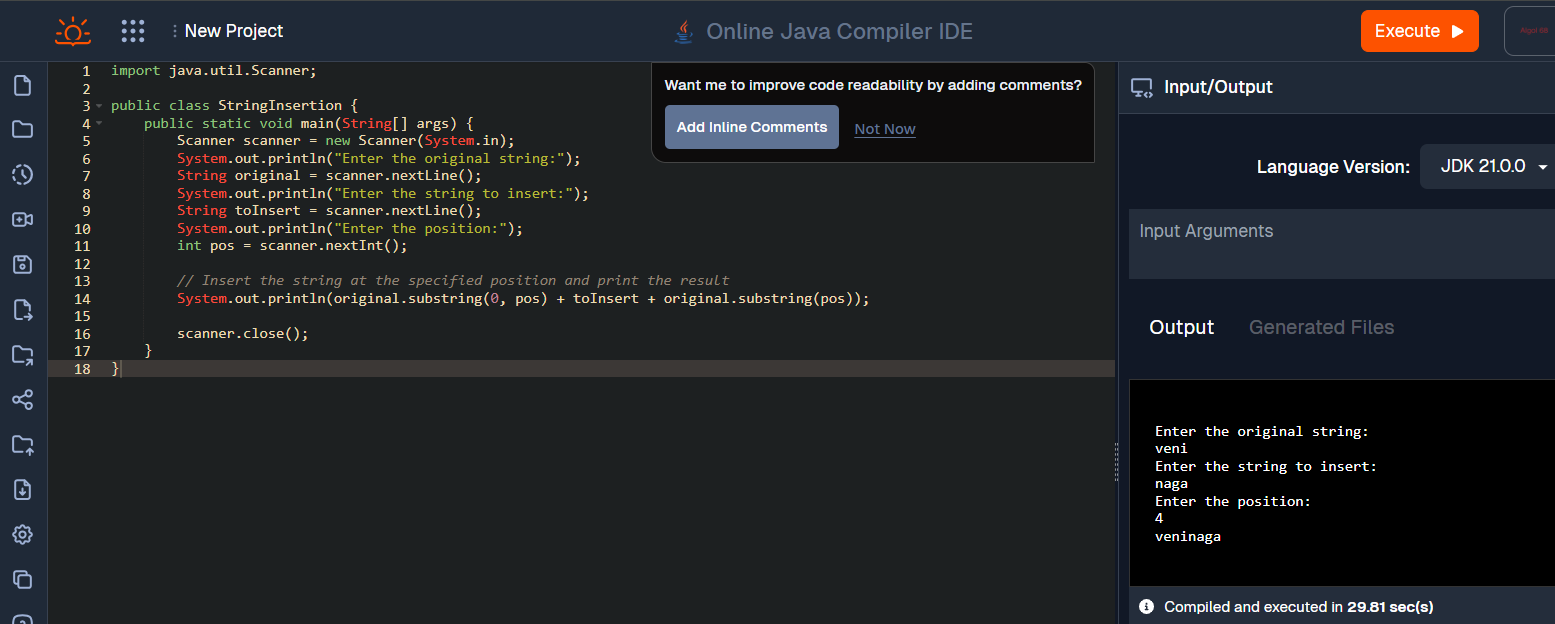 New Project
Online Java Compiler IDE
Execute
Algol 68
1 import java.util.Scanner;
2
3 public class StringInsertion {
4     public static void main(String[] args) {
5         Scanner scanner = new Scanner(System.in);
6         System.out.println("Enter the original string:");
7         String original = scanner.nextLine();
8         System.out.println("Enter the string to insert:");
9         String toInsert = scanner.nextLine();
10         System.out.println("Enter the position:");
11         int pos = scanner.nextInt();
12
13         // Insert the string at the specified position and print the result
14         System.out.println(original.substring(0, pos) + toInsert + original.substring(pos));
15
16         scanner.close();
17     }
18 }
Want me to improve code readability by adding comments?
Add Inline Comments
Not Now
Input/Output
Language Version:
JDK 21.0.0
Input Arguments
Output
Generated Files
Enter the original string:
veni
Enter the string to insert:
naga
Enter the position:
4
veninaga
Compiled and executed in 29.81 sec(s)